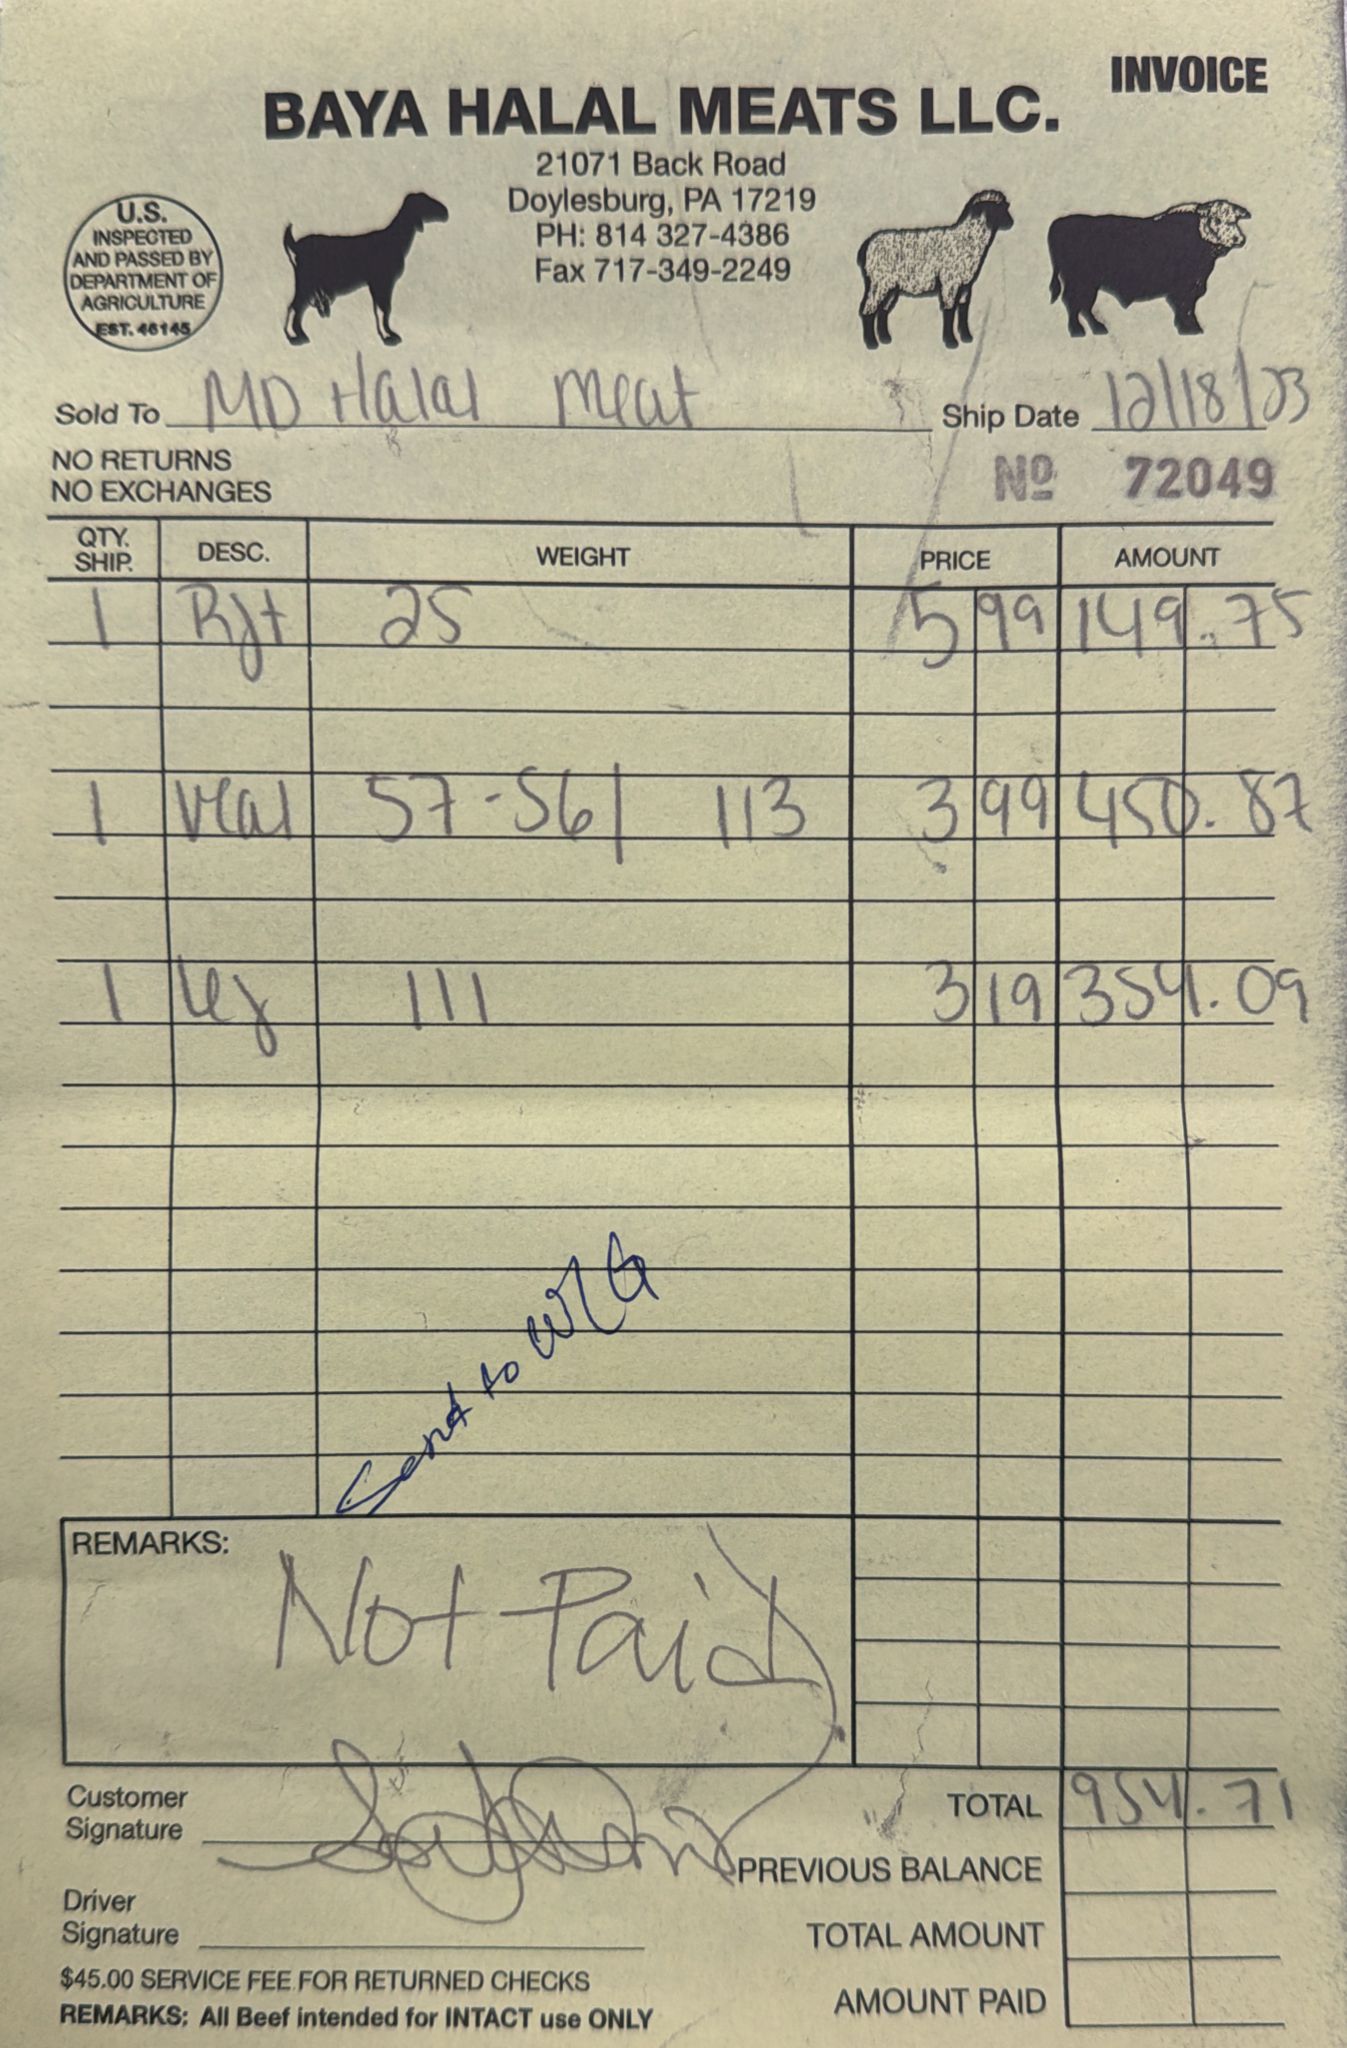 INVOICE
BAYA HALAL MEATS LLC.
21071 Back Road
Doylesburg, PA 17219
PH: 814 327-4386
Fax 717-349-2249
U.S.
INSPECTED
AND PASSED BY
DEPARTMENT OF
AGRICULTURE
EST. 46145
Sold To MD Halal Meat Ship Date 12/18/23
NO RETURNS
NO EXCHANGES
No 72049
QTY. SHIP. DESC. WEIGHT PRICE AMOUNT
1 25 5 99 149.75
1 Veal 57-56/ 113 3 99 450.87
1 Leg 111 3 19 354.09
Send to
REMARKS:
Not Paid
Customer
Signature
TOTAL 954.71
PREVIOUS BALANCE
Driver
Signature
TOTAL AMOUNT
$45.00 SERVICE FEE FOR RETURNED CHECKS
AMOUNT PAID
REMARKS: All Beef intended for INTACT use ONLY